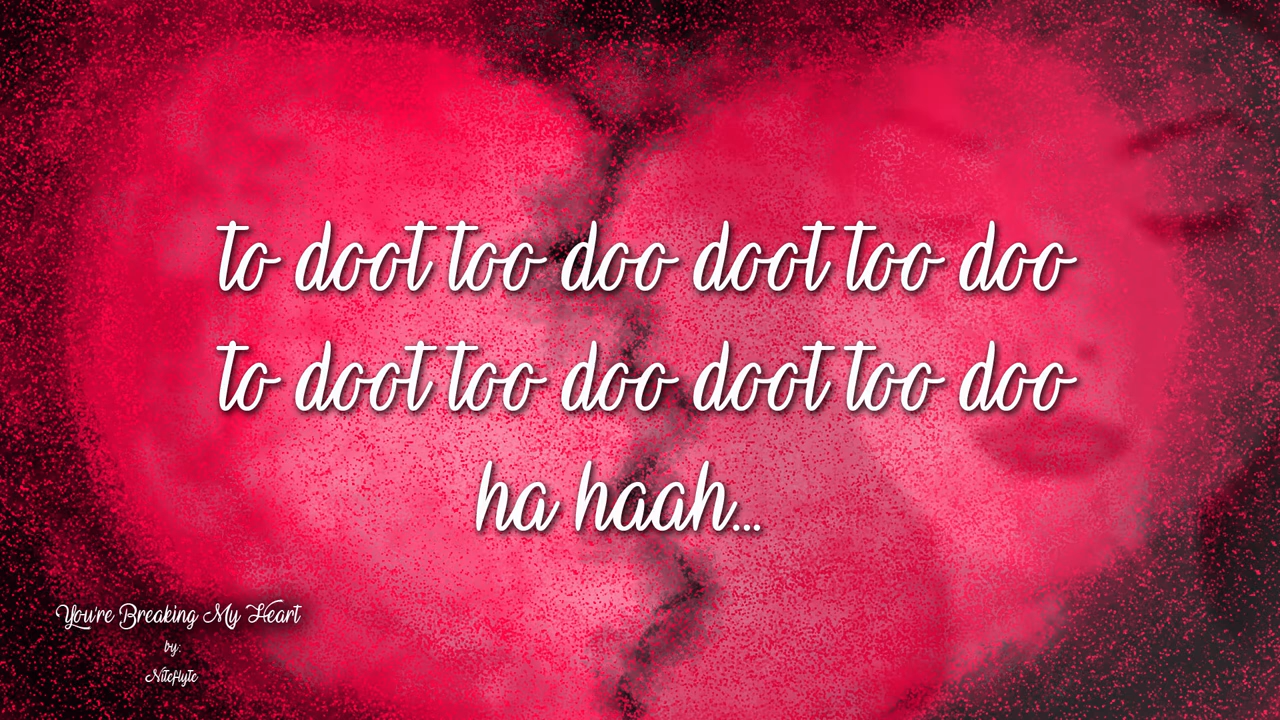 to doot too doo doot too doo
to doot too doo doot too doo
ha haah...
You're Breaking My Heart
by:
Niteflyte